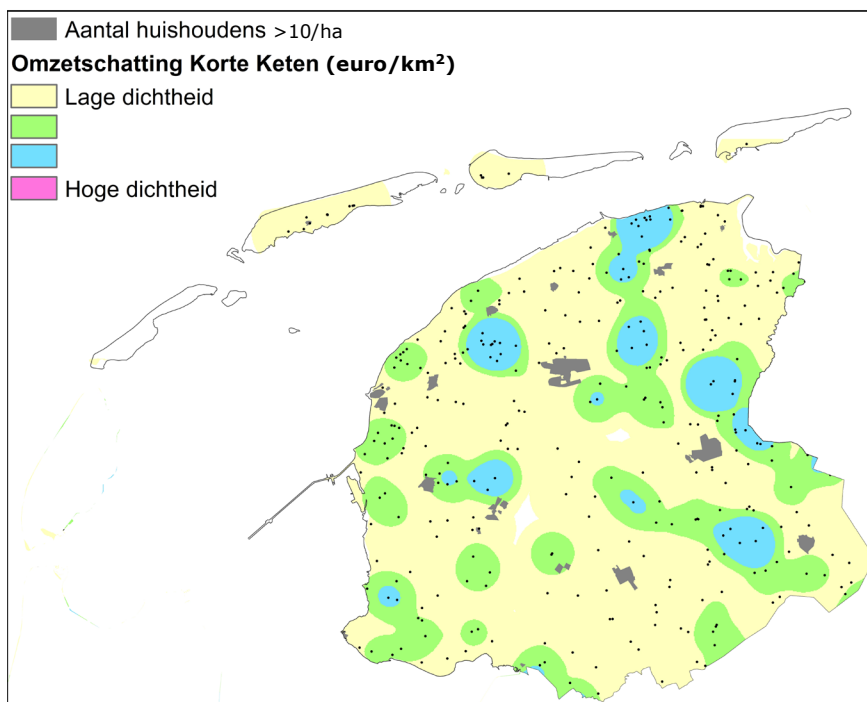 Aantal huishoudens >10/ha
Omzetschatting Korte Keten (euro/km²)
Lage dichtheid
Hoge dichtheid